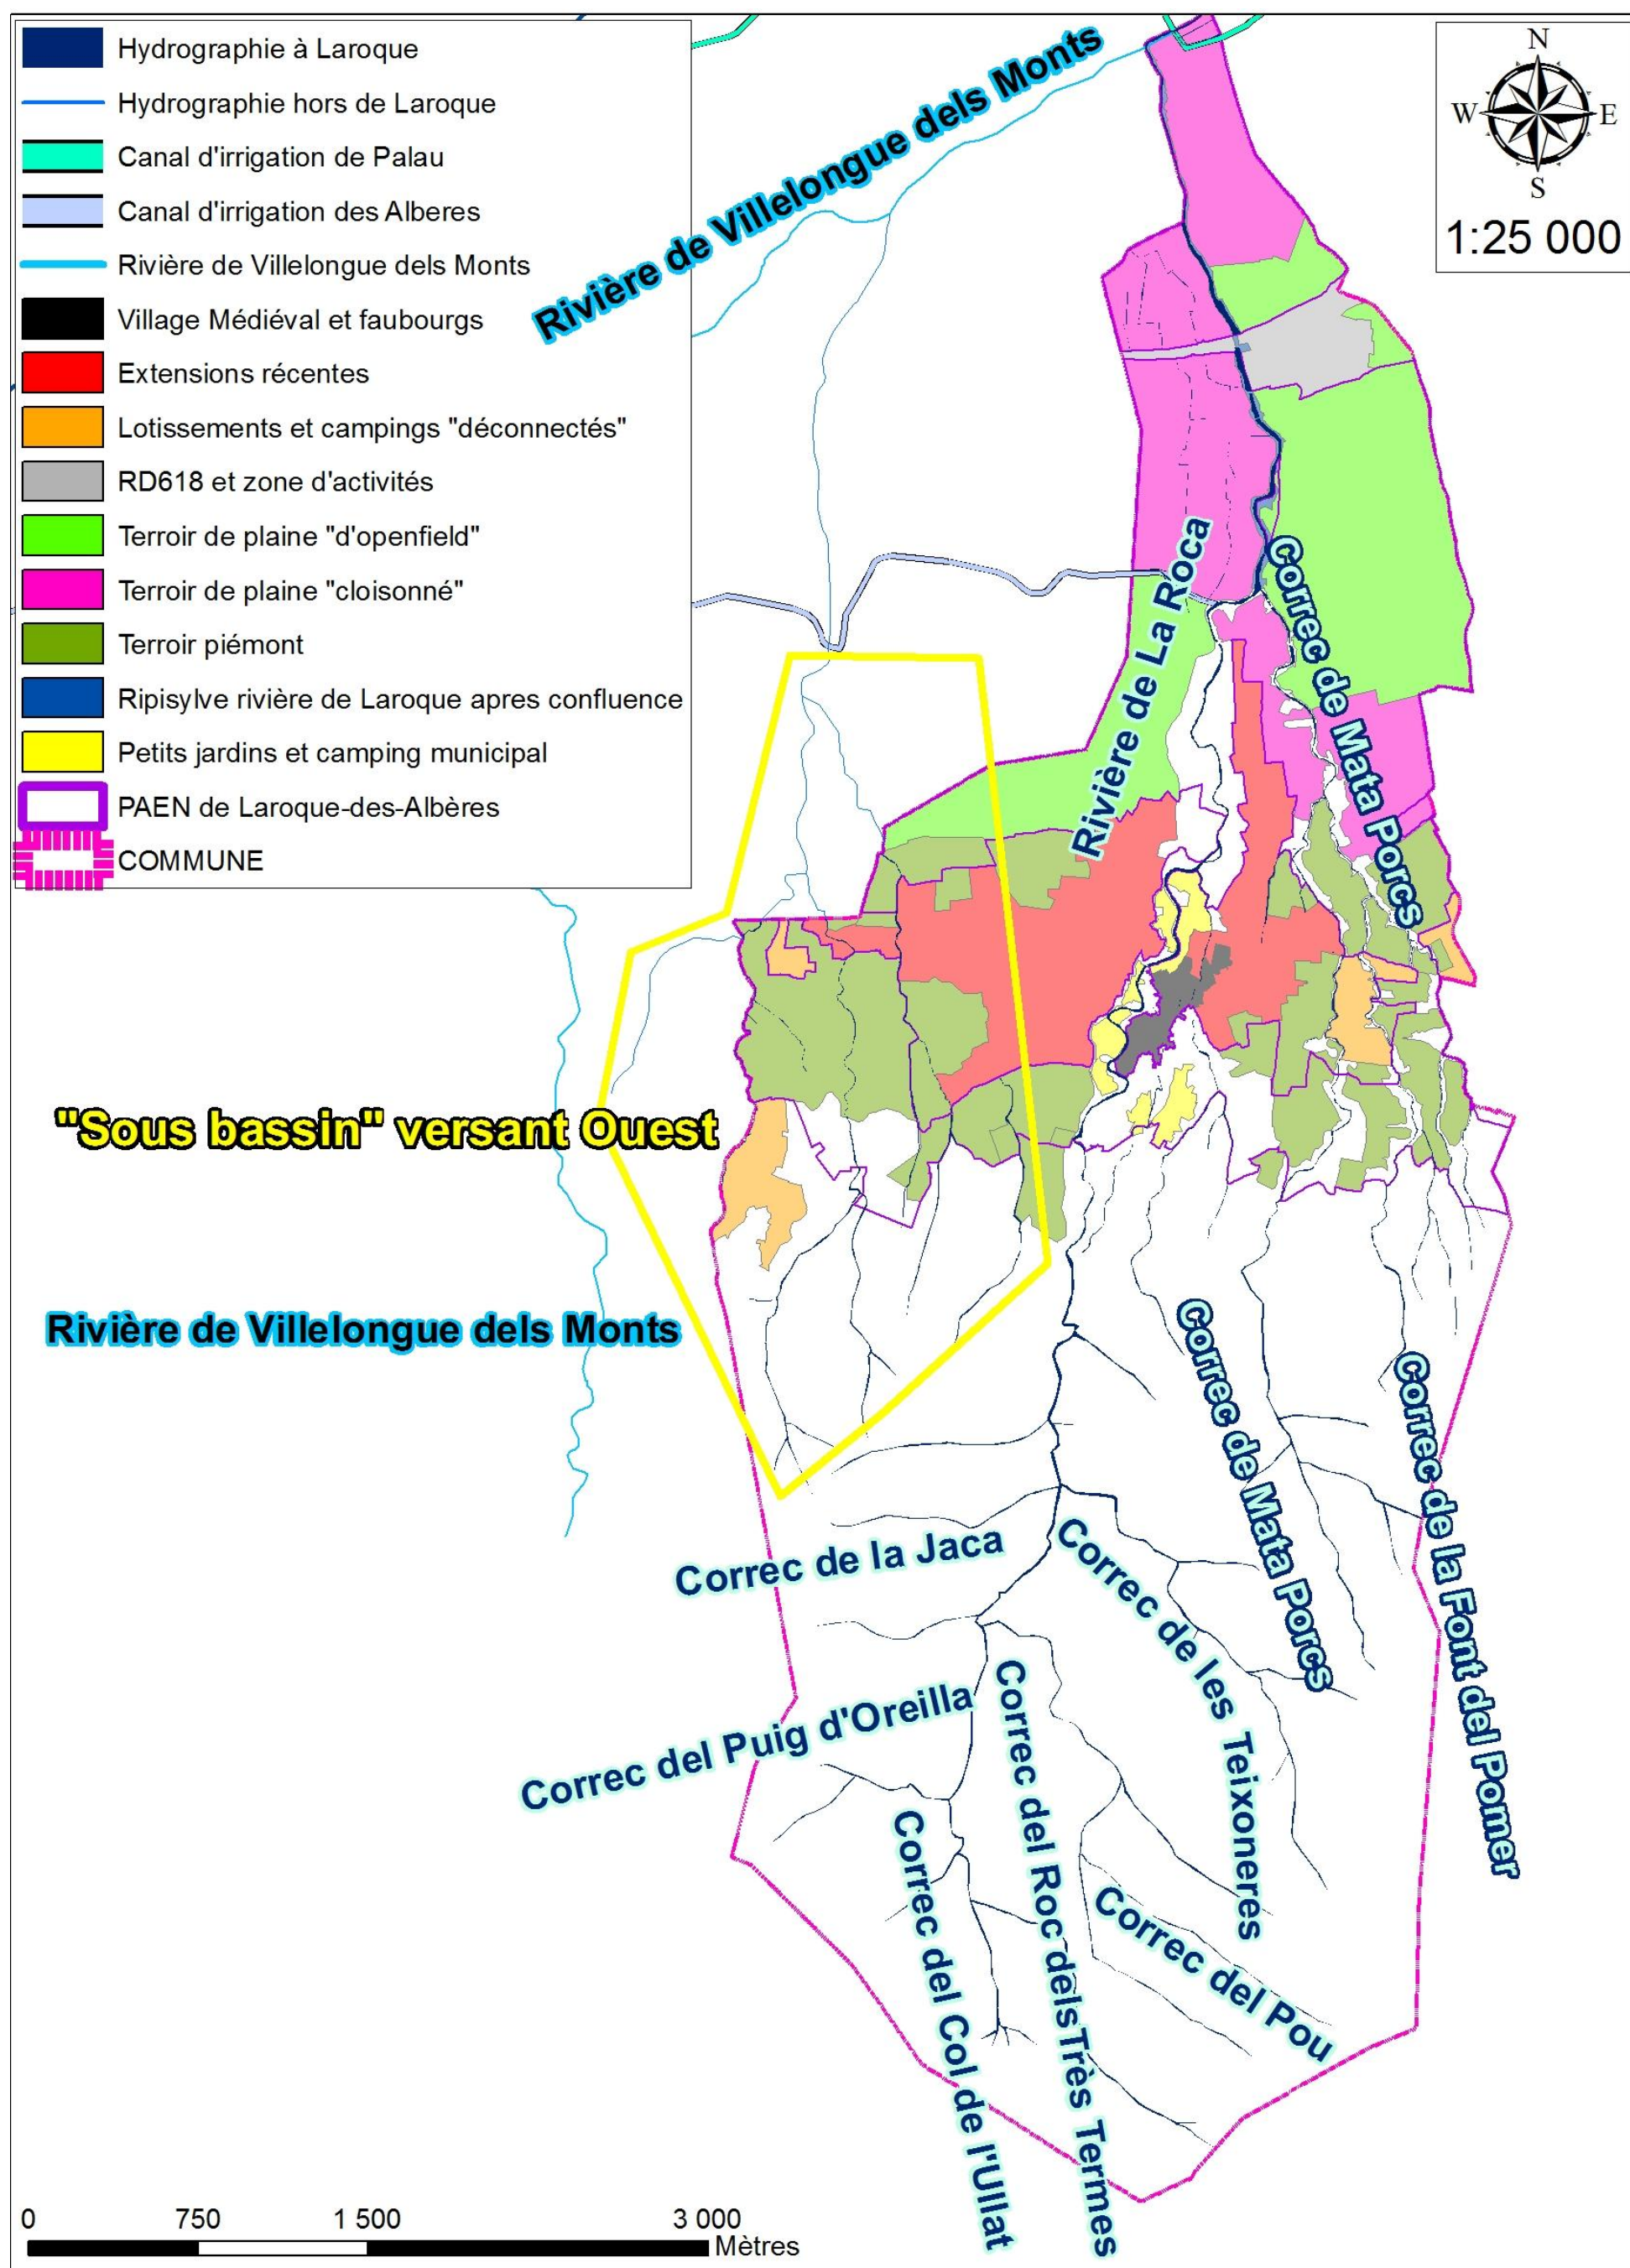 Hydrographie à Laroque
Hydrographie hors de Laroque
Canal d'irrigation de Palau
Canal d'irrigation des Alberes
Rivière de Villelongue dels Monts
Village Médiéval et faubourgs
Extensions récentes
Lotissements et campings "déconnectés"
RD618 et zone d'activités
Terroir de plaine "d'openfield"
Terroir de plaine "cloisonné"
Terroir piémont
Ripisylve rivière de Laroque apres confluence
Petits jardins et camping municipal
PAEN de Laroque-des-Albères
COMMUNE
N
W
E
S
1:25 000
Rivière de Villelongue dels Monts
Rivière de La Roca
Correc de Mata Porcs
"Sous bassin" versant Ouest
Rivière de Villelongue dels Monts
Correc de Mata Porcs
Correc de la Font del Pomer
Correc de la Jaca
Correc de les Teixoneres
Correc del Puig d'Oreilla
Correc del Roc delsTrès Termes
Correc del Col de l'Ullat
Correc del Pou
0
750
1 500
3 000
Mètres